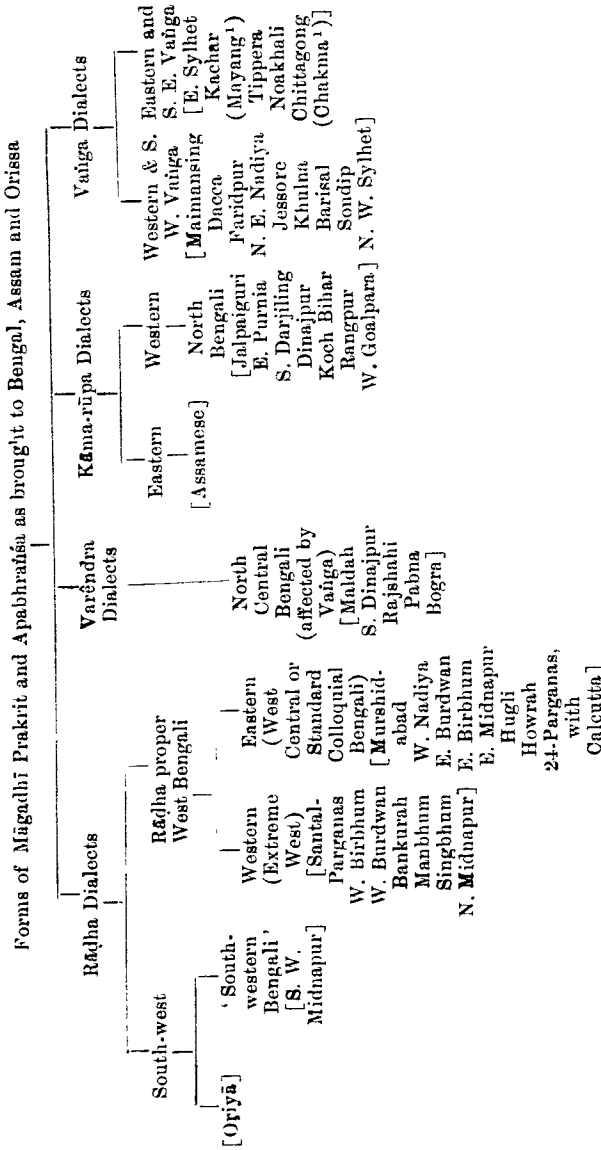 Forms of Māgadhī Prakrit and Apabhraṅśa as brought to Bengal, Assam and Orissa
Rāḍha Dialects
South-west
[Oṛiyā]
'South-
western
Bengali'
[S. W.
Midnapur]
Rāḍha proper
West Bengali
Western
(Extreme
West)
[Santal-
Parganas
W. Birbhum
W. Burdwan
Bankurah
Manbhum
Singbhum
N. Midnapur]
Eastern
(West
Central or
Standard
Colloquial
Bengali)
[Murshid-
abad
W. Nadiya
E. Burdwan
E. Birbhum
E. Midnapur
Hugli
Howrah
24-Parganas,
with
Calcutta]
Varēndra
Dialects
North
Central
Bengali
(affected by
Vaṅga)
[Maldah
S. Dinajpur
Rajshahi
Pabna
Bogra]
Kāma-rūpa Dialects
Eastern
[Assamese]
Western
North
Bengali
[Jalpaiguri
E. Purnia
S. Darjiling
Dinajpur
Koch Bihar
Rangpur
W. Goalpara]
Vaṅga Dialects
Western & S.
W. Vaṅga
[Maimansing
Dacca
Faridpur
N. E. Nadiya
Jessore
Khulna
Barisal
Sondip
N. W. Sylhet]
Eastern and
S. E. Vaṅga
[E. Sylhet
Kachar
(Mayang¹)
Tippera
Noakhali
Chittagong
(Chakma¹)]